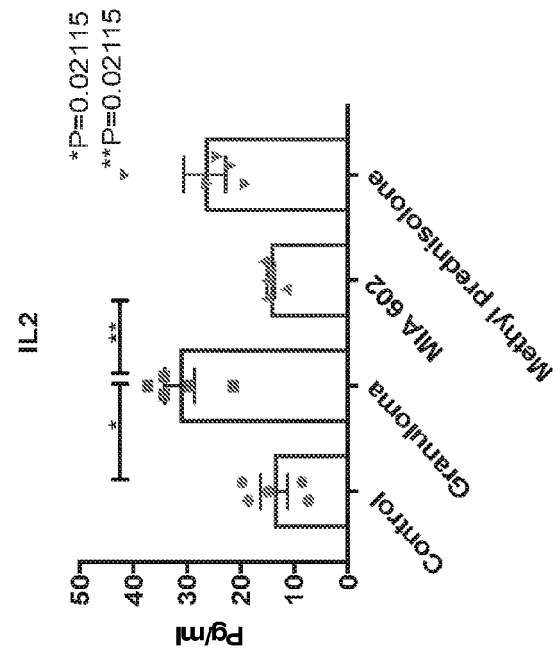 IL2
*P=0.02115
**P=0.02115
*
**
Pg/ml
50
40
30
20
10
0
Control
Granuloma
MIA 602
Methyl prednisolone